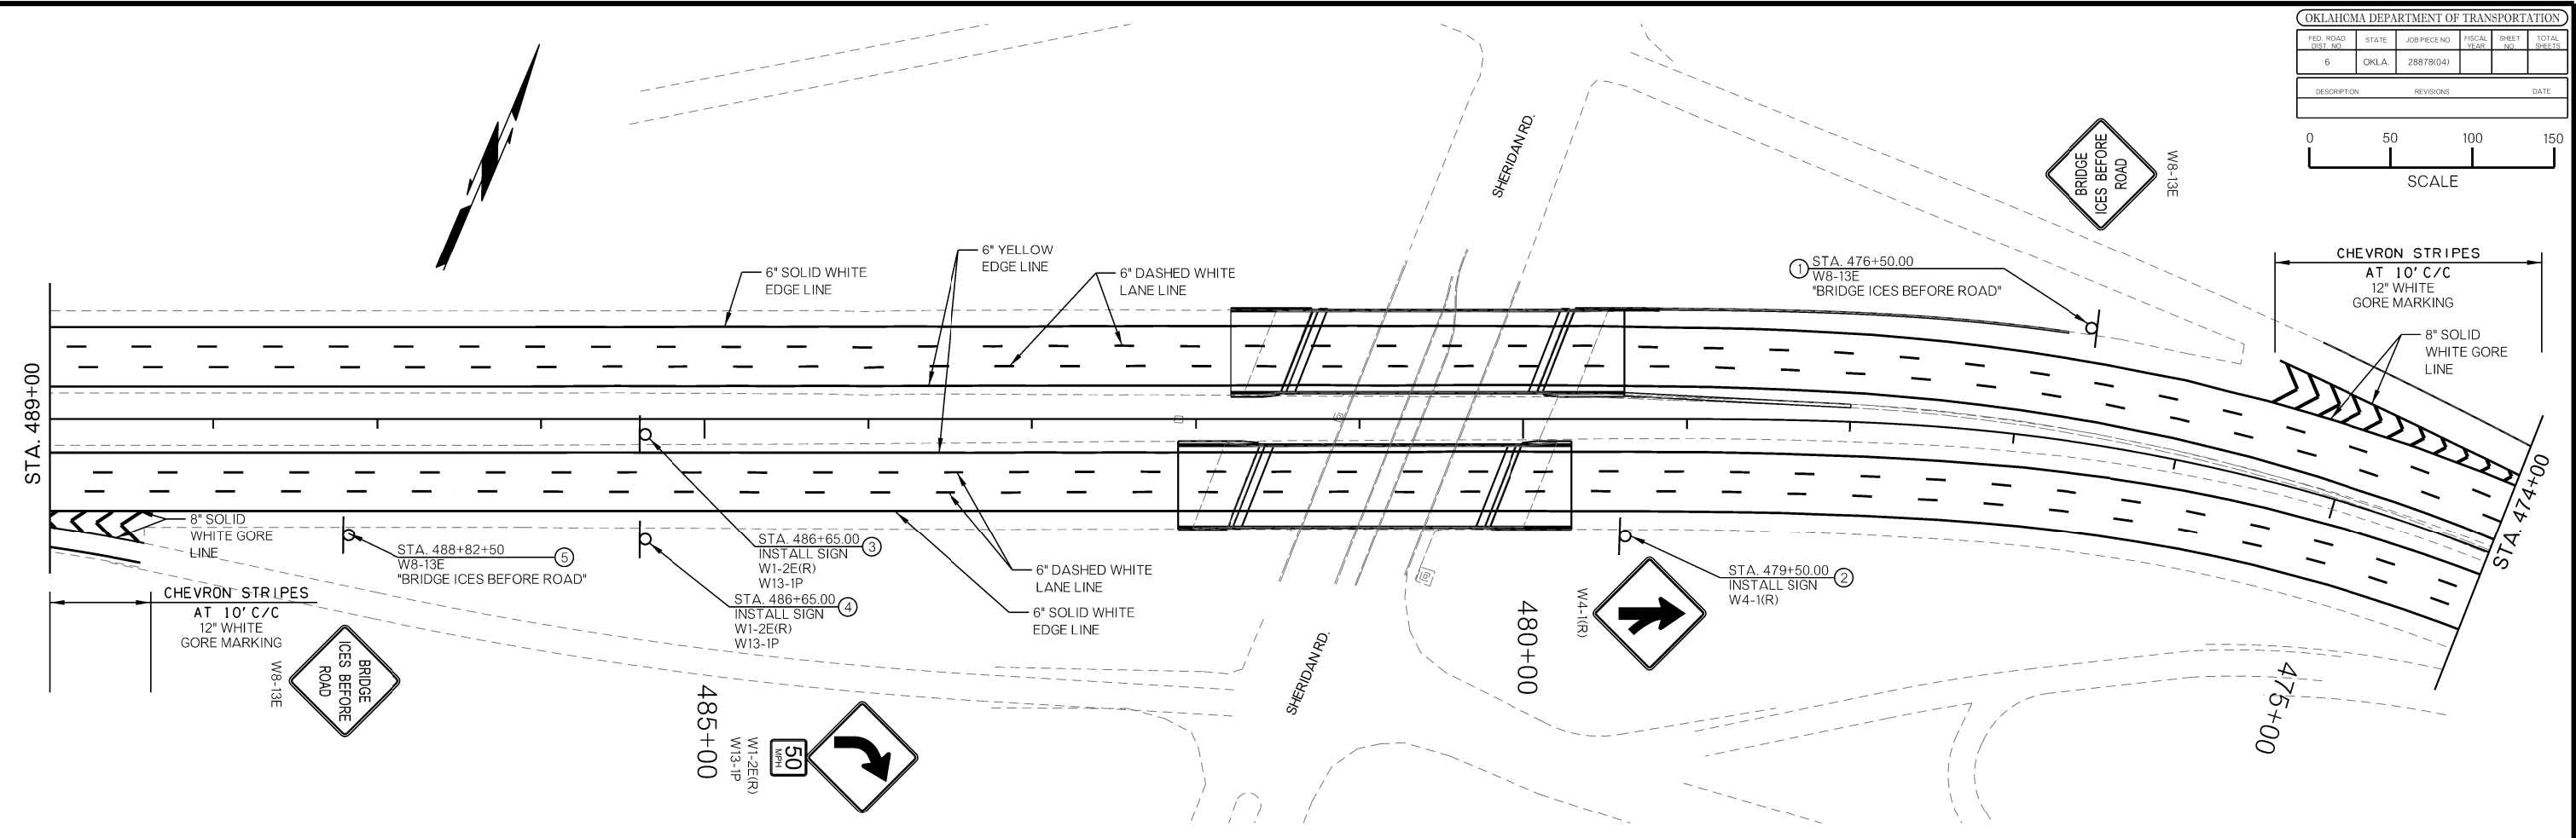 OKLAHOMA DEPARTMENT OF TRANSPORTATION
FED. ROAD DIST. NO. STATE JOB PIECE NO. FISCAL YEAR SHEET NO. TOTAL SHEETS
6 OKLA. 28878(04)
DESCRIPTION REVISIONS DATE
0 50 100 150
SCALE
SHERIDAN RD.
BRIDGE
ICES BEFORE
ROAD
W8-13E
CHEVRON STRIPES
AT 10' C/C
12" WHITE
GORE MARKING
8" SOLID
WHITE GORE
LINE
1
STA. 476+50.00
W8-13E
"BRIDGE ICES BEFORE ROAD"
6" YELLOW
EDGE LINE
6" SOLID WHITE
EDGE LINE
6" DASHED WHITE
LANE LINE
STA. 489+00
STA. 474+00
8" SOLID
WHITE GORE
LINE
STA. 488+82+50
5
W8-13E
"BRIDGE ICES BEFORE ROAD"
STA. 486+65.00
3
INSTALL SIGN
W1-2E(R)
W13-1P
STA. 486+65.00
4
INSTALL SIGN
W1-2E(R)
W13-1P
6" DASHED WHITE
LANE LINE
6" SOLID WHITE
EDGE LINE
STA. 479+50.00
2
INSTALL SIGN
W4-1(R)
W4-1(R)
CHEVRON STRIPES
AT 10' C/C
12" WHITE
GORE MARKING
BRIDGE
ICES BEFORE
ROAD
W8-13E
485+00
W1-2E(R)
W13-1P
50
MPH
SHERIDAN RD.
480+00
475+00